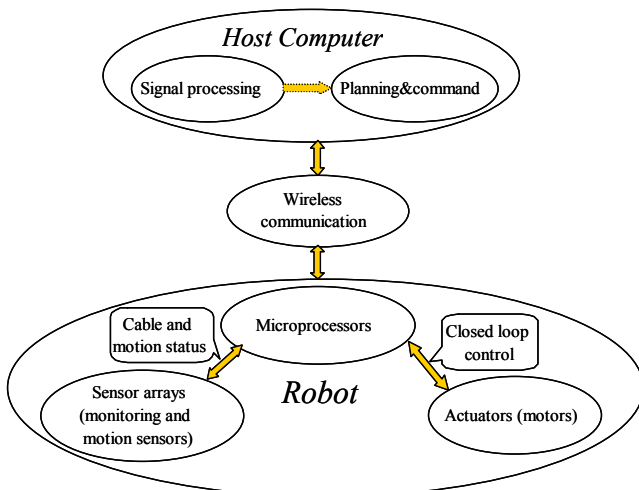 Host Computer
Signal processing
Planning&command
Wireless
communication
Microprocessors
Cable and
motion status
Closed loop
control
Sensor arrays
(monitoring and
motion sensors)
Robot
Actuators (motors)